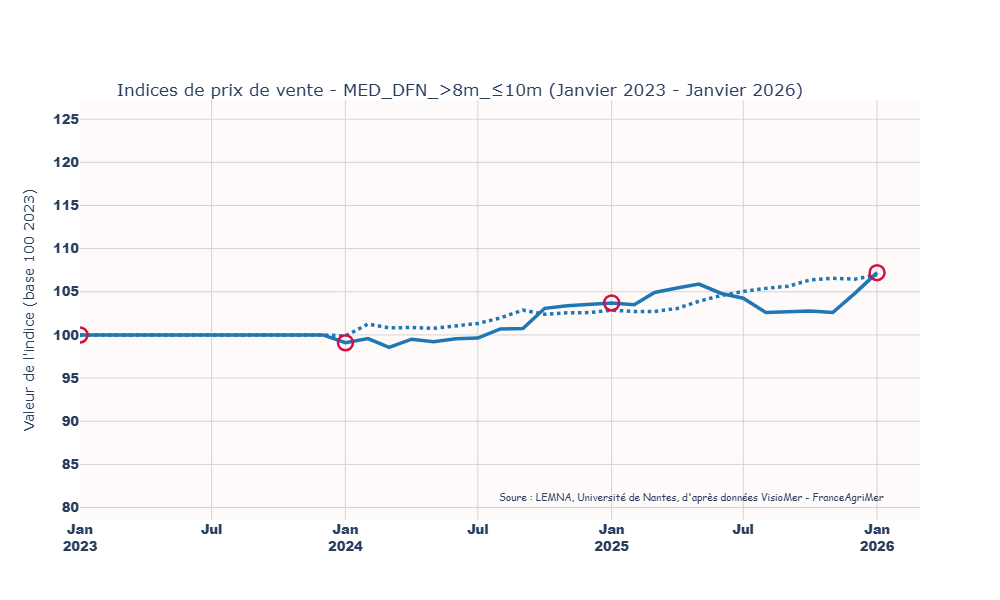 Indices de prix de vente - MED_DFN_>8m_≤10m (Janvier 2023 - Janvier 2026)
Valeur de l'indice (base 100 2023)
125
120
115
110
105
100
95
90
85
80
Soure : LEMNA, Université de Nantes, d'après données VisioMer - FranceAgriMer
Jan
2023
Jul
Jan
2024
Jul
Jan
2025
Jul
Jan
2026